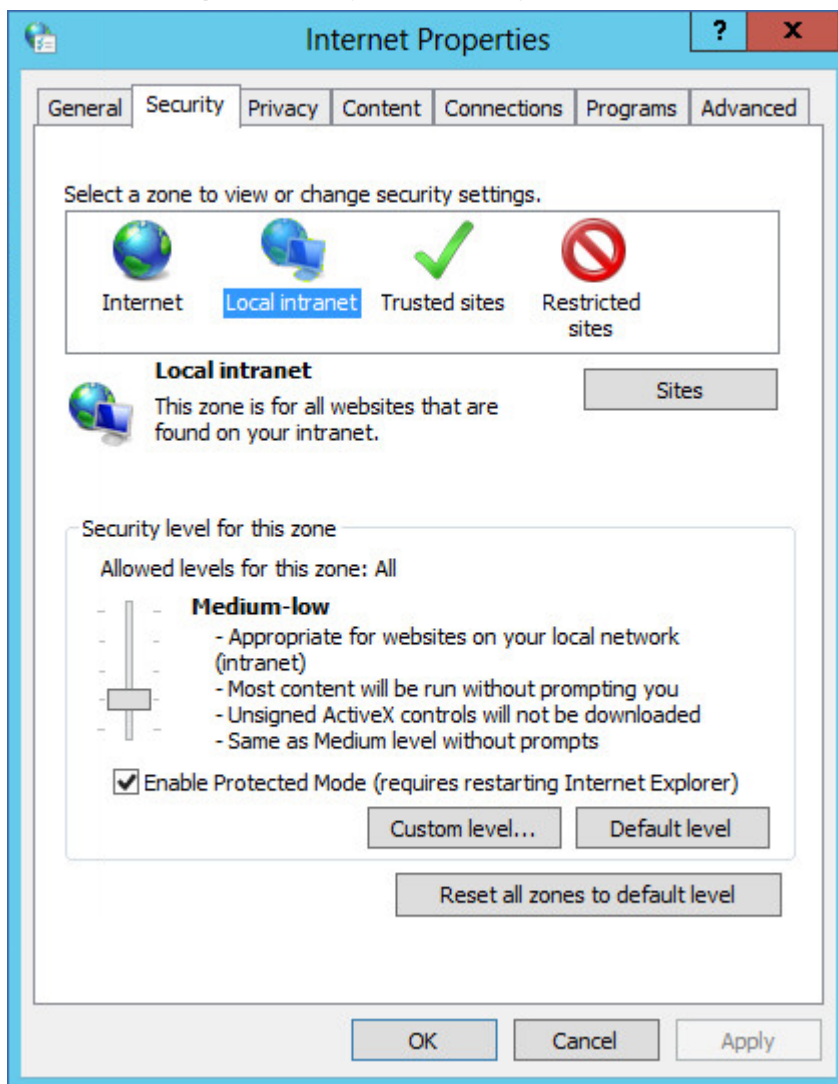 Internet Properties
?
x
General Security Privacy Content Connections Programs Advanced
Select a zone to view or change security settings.
Internet Local intranet Trusted sites Restricted
sites
Local intranet
Sites
This zone is for all websites that are
found on your intranet.
Security level for this zone
Allowed levels for this zone: All
Medium-low
- Appropriate for websites on your local network
(intranet)
- Most content will be run without prompting you
- Unsigned ActiveX controls will not be downloaded
- Same as Medium level without prompts
Enable Protected Mode (requires restarting Internet Explorer)
Custom level... Default level
Reset all zones to default level
OK Cancel Apply